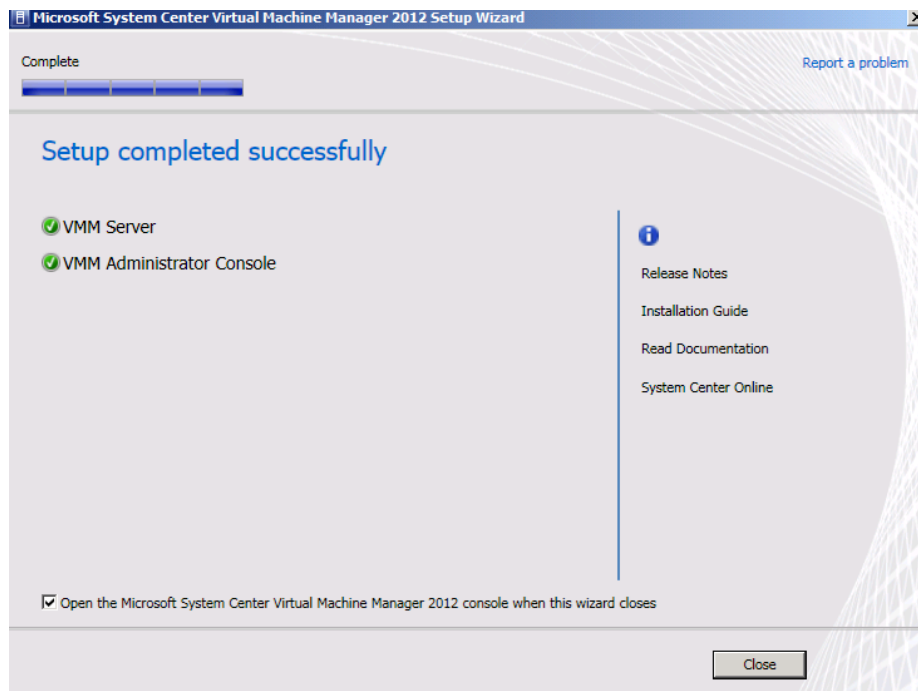 Microsoft System Center Virtual Machine Manager 2012 Setup Wizard
Complete
Report a problem
Setup completed successfully
VMM Server
VMM Administrator Console
Release Notes
Installation Guide
Read Documentation
System Center Online
Open the Microsoft System Center Virtual Machine Manager 2012 console when this wizard closes
Close